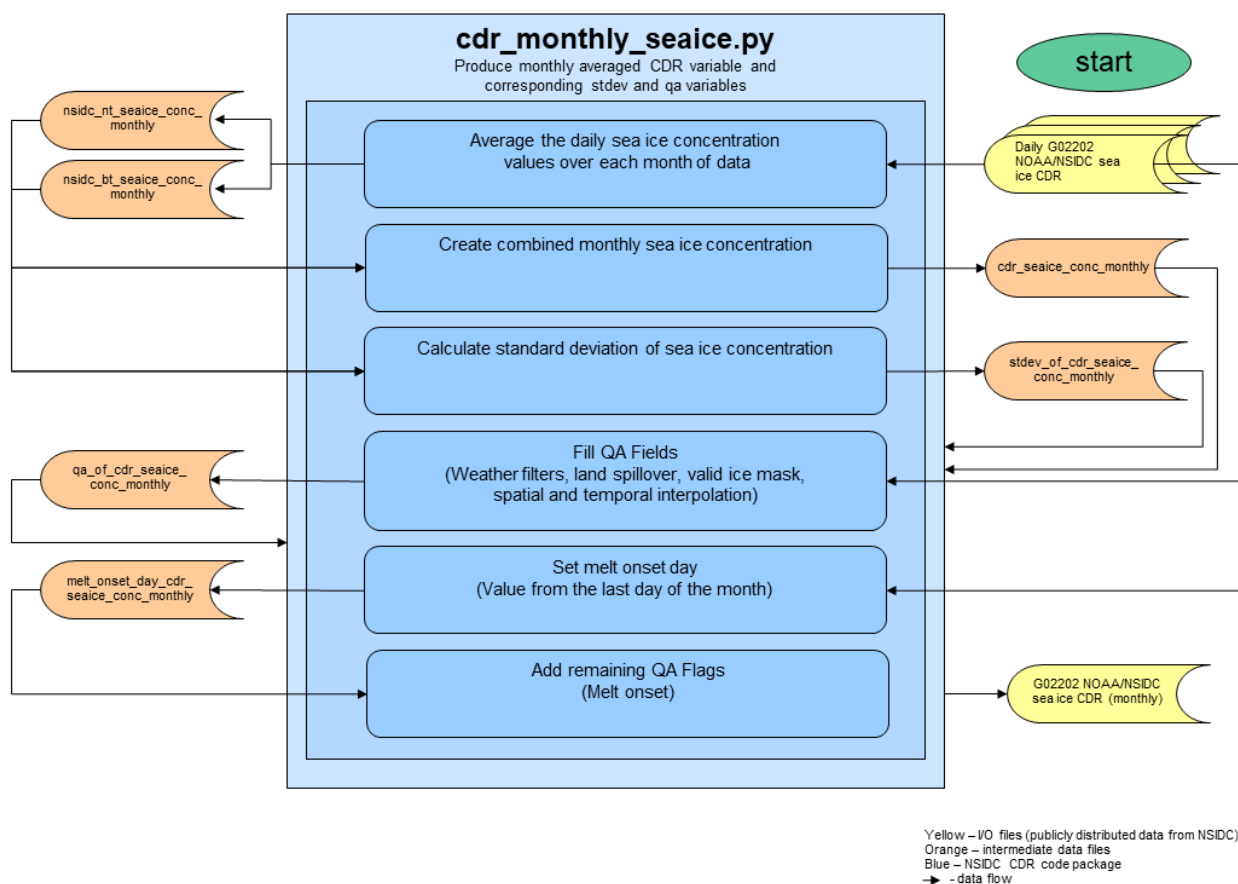 cdr_monthly_seaice.py
Produce monthly averaged CDR variable and
corresponding stdev and qa variables
start
nsidc_nt_seaice_conc_
monthly
nsidc_bt_seaice_conc_
monthly
Average the daily sea ice concentration
values over each month of data
Daily G02202
NOAA/NSIDC sea
ice CDR
Create combined monthly sea ice concentration
cdr_seaice_conc_monthly
Calculate standard deviation of sea ice concentration
stdev_of_cdr_seaice_
conc_monthly
qa_of_cdr_seaice_
conc_monthly
Fill QA Fields
(Weather filters, land spillover, valid ice mask,
spatial and temporal interpolation)
melt_onset_day_cdr_
seaice_conc_monthly
Set melt onset day
(Value from the last day of the month)
Add remaining QA Flags
(Melt onset)
G02202 NOAA/NSIDC
sea ice CDR (monthly)
Yellow – I/O files (publicly distributed data from NSIDC)
Orange – intermediate data files
Blue – NSIDC CDR code package
- data flow